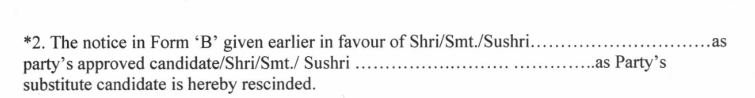 *2. The notice in Form ‘B’ given earlier in favour of Shri/Smt./Sushri……………………………as
party’s approved candidate/Shri/Smt./ Sushri …………………….. …………...as Party’s
substitute candidate is hereby rescinded.